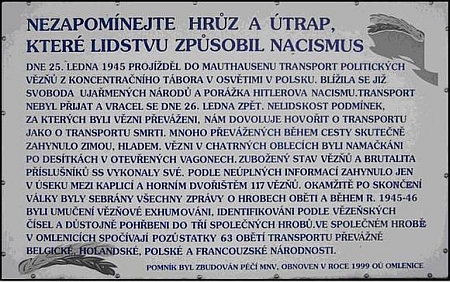 NEZAPOMÍNEJTE HRŮZ A ÚTRAP,
KTERÉ LIDSTVU ZPŮSOBIL NACISMUS
DNE 25. LEDNA 1945 PROJÍŽDĚL DO MAUTHAUSENU TRANSPORT POLITICKÝCH
VĚZŇŮ Z KONCENTRAČNÍHO TÁBORA V OSVĚTIMI V POLSKU. BLÍŽILA SE JIŽ
SVOBODA UJAŘMENÝCH NÁRODŮ A PORÁŽKA HITLEROVA NACISMU.TRANSPORT
NEBYL PŘIJAT A VRACEL SE DNE 26. LEDNA ZPĚT. NELIDSKOST PODMÍNEK,
ZA KTERÝCH BYLI VĚZNI PŘEVÁŽENI, NÁM DOVOLUJE HOVOŘIT O TRANSPORTU
JAKO O TRANSPORTU SMRTI. MNOHO PŘEVÁŽENÝCH BĚHEM CESTY SKUTEČNĚ
ZAHYNULO ZIMOU, HLADEM. VĚZNI V CHATRNÝCH OBLECÍCH BYLI NAMAČKÁNI
PO DESÍTKÁCH V OTEVŘENÝCH VAGONECH. ZUBOŽENÝ STAV VĚZŇŮ A BRUTALITA
PŘÍSLUŠNÍKŮ SS VYKONALY SVÉ. PODLE NEÚPLNÝCH INFORMACÍ ZAHYNULO JEN
V ÚSEKU MEZI KAPLICÍ A HORNÍM DVOŘIŠTĚM 117 VĚZŇŮ. OKAMŽITĚ PO SKONČENÍ
VÁLKY BYLY SEBRÁNY VŠECHNY ZPRÁVY O HROBECH OBĚTÍ A BĚHEM R. 1945-46
BYLI UMUČENÍ VĚZŇOVÉ EXHUMOVÁNI, IDENTIFIKOVÁNI PODLE VĚZEŇSKÝCH
ČÍSEL A DŮSTOJNĚ POHŘBENI DO TŘÍ SPOLEČNÝCH HROBŮ.VE SPOLEČNÉM HROBĚ
V OMLENICÍCH SPOČÍVAJÍ POZŮSTATKY 63 OBĚTÍ TRANSPORTU PŘEVÁŽNĚ
BELGICKÉ, HOLANDSKÉ, POLSKÉ A FRANCOUZSKÉ NÁRODNOSTI.
POMNÍK BYL ZBUDOVÁN PÉČÍ MNV, OBNOVEN V ROCE 1999 OÚ OMLENICE